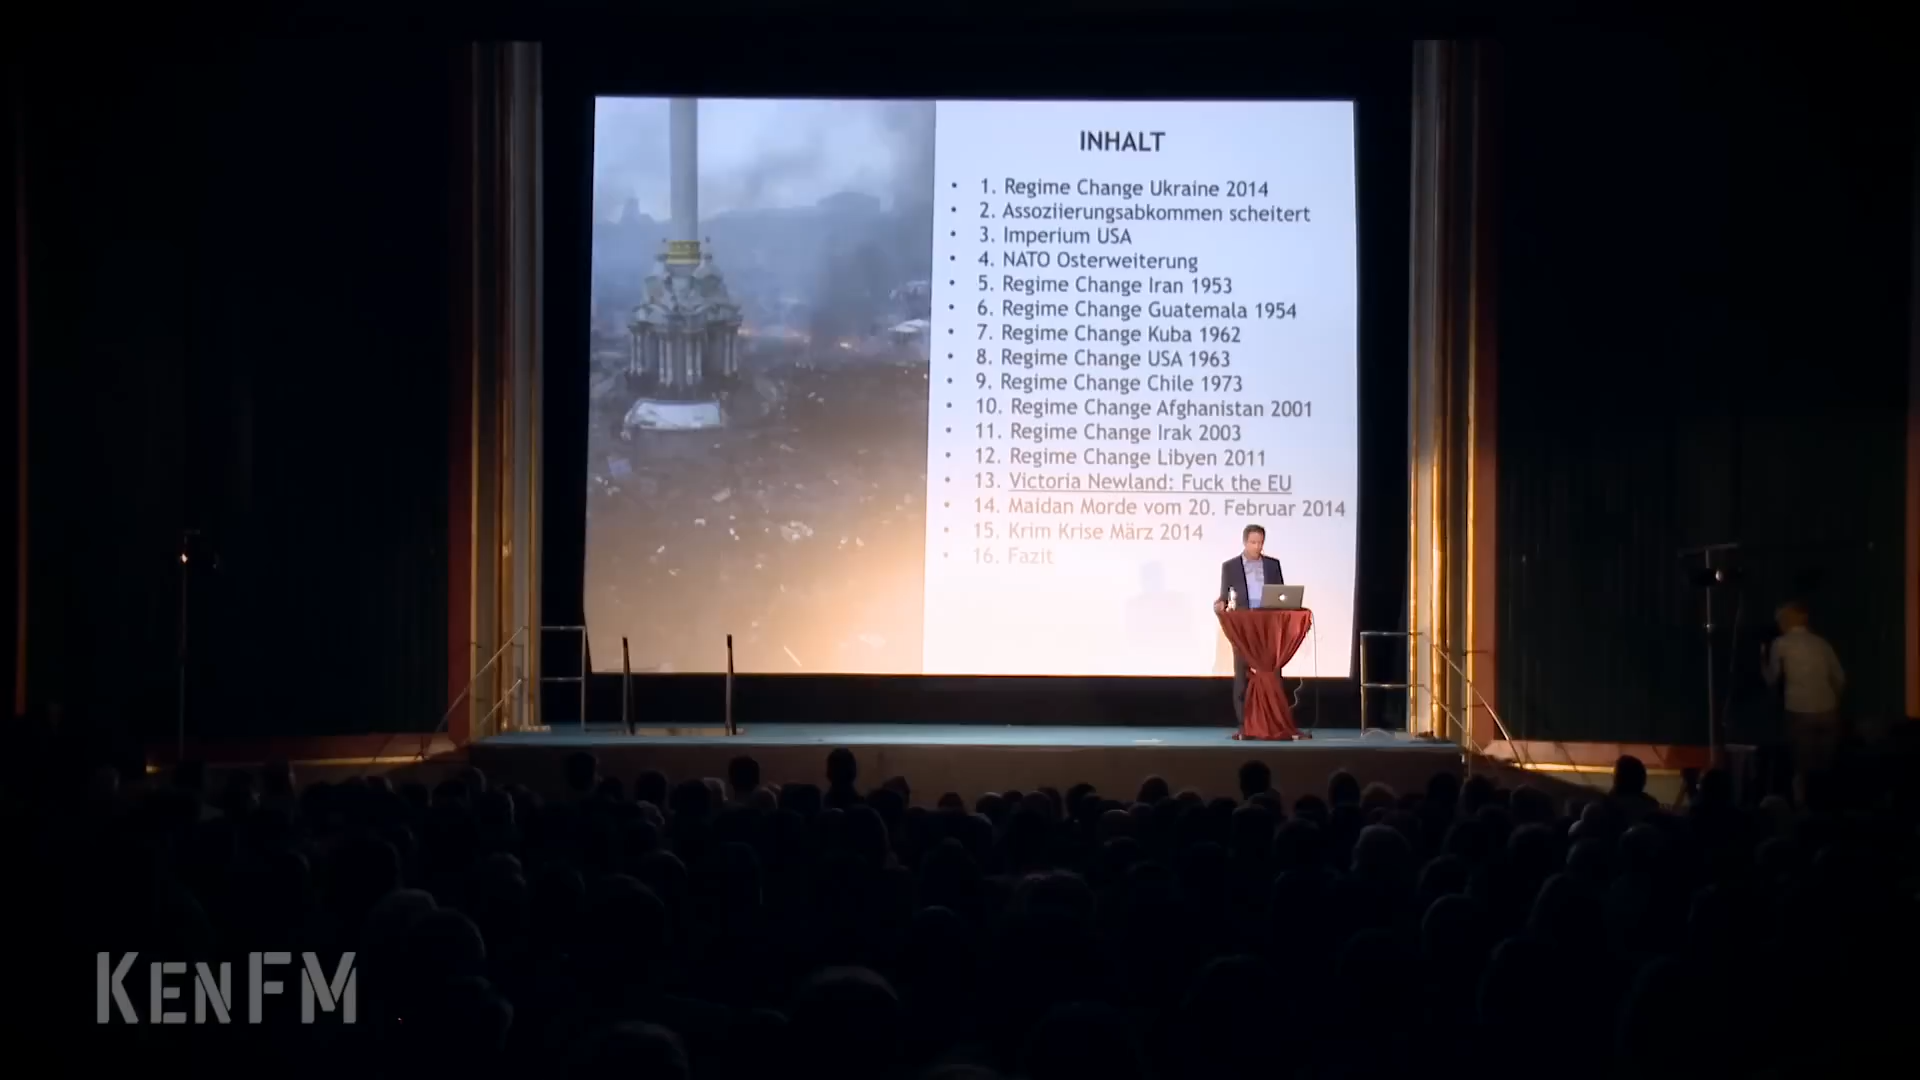 INHALT
• 1. Regime Change Ukraine 2014
• 2. Assoziierungsabkommen scheitert
• 3. Imperium USA
• 4. NATO Osterweiterung
• 5. Regime Change Iran 1953
• 6. Regime Change Guatemala 1954
• 7. Regime Change Kuba 1962
• 8. Regime Change USA 1963
• 9. Regime Change Chile 1973
• 10. Regime Change Afghanistan 2001
• 11. Regime Change Irak 2003
• 12. Regime Change Libyen 2011
• 13. Victoria Newland: Fuck the EU
• 14. Maidan Morde vom 20. Februar 2014
• 15. Krim Krise März 2014
• 16. Fazit
KENFM